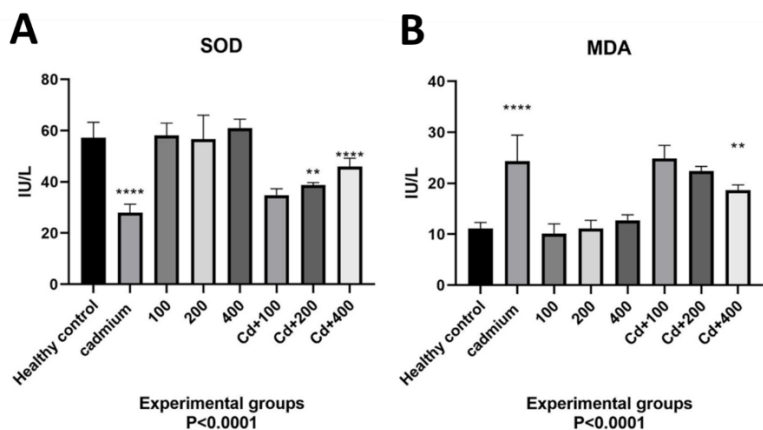 A
SOD
80
60
40
20
0
IU/L
****
**
****
Healthy control
cadmium
100
200
400
Cd+100
Cd+200
Cd+400
Experimental groups
P<0.0001
B
MDA
40
30
20
10
0
IU/L
****
**
Healthy control
cadmium
100
200
400
Cd+100
Cd+200
Cd+400
Experimental groups
P<0.0001